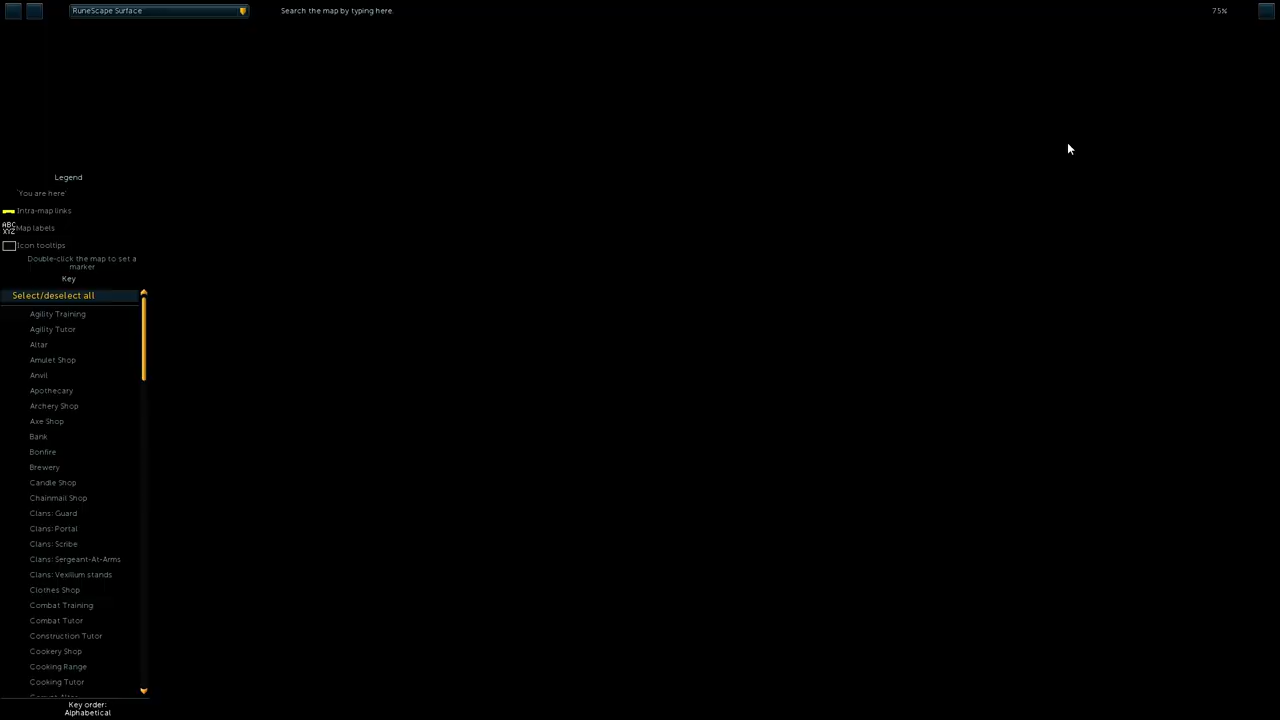 RuneScape Surface
Search the map by typing here.
75%
Legend
'You are here'
Intra-map links
ABC
XYZ
Map labels
Icon tooltips
Double-click the map to set a
marker
Key
Select/deselect all
Agility Training
Agility Tutor
Altar
Amulet Shop
Anvil
Apothecary
Archery Shop
Axe Shop
Bank
Bonfire
Brewery
Candle Shop
Chainmail Shop
Clans: Guard
Clans: Portal
Clans: Scribe
Clans: Sergeant-At-Arms
Clans: Vexillum stands
Clothes Shop
Combat Training
Combat Tutor
Construction Tutor
Cookery Shop
Cooking Range
Cooking Tutor
Key order:
Alphabetical